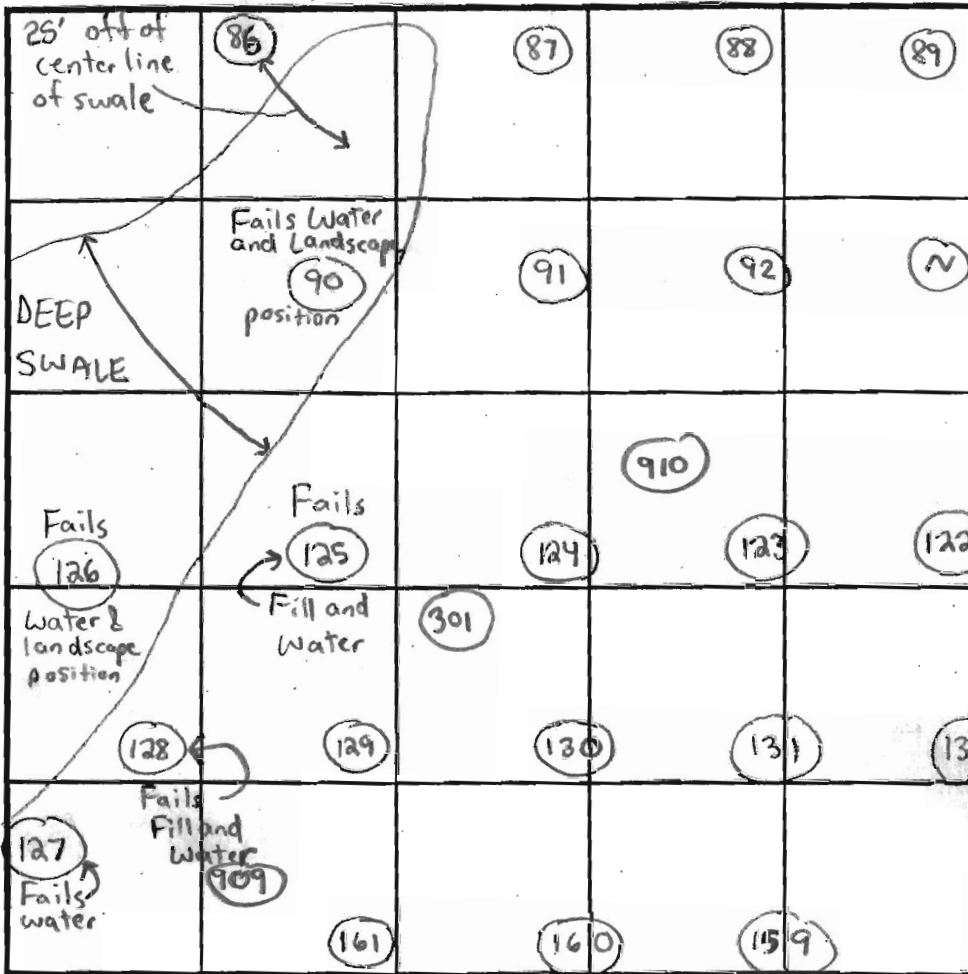 25' off of
center line
of swale
86
87
88
89
Fails Water
and Landscape
90
position
91
92
N
DEEP
SWALE
910
Fails
125
Fails
126
124
123
122
Fill and
Water
301
Water &
landscape
position
128
129
130
131
13
Fails
Fill and
Water
127
909
Fails
water
161
160
159